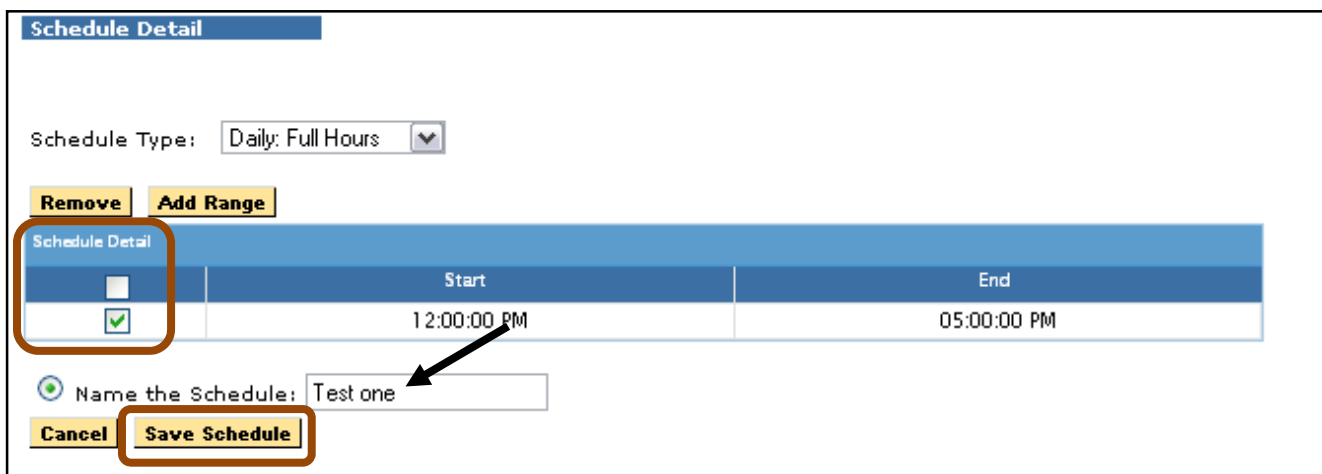 Schedule Detail
Schedule Type: Daily: Full Hours
Remove Add Range
Schedule Detail
Start End
12:00:00 PM 05:00:00 PM
Name the Schedule: Test one
Cancel Save Schedule